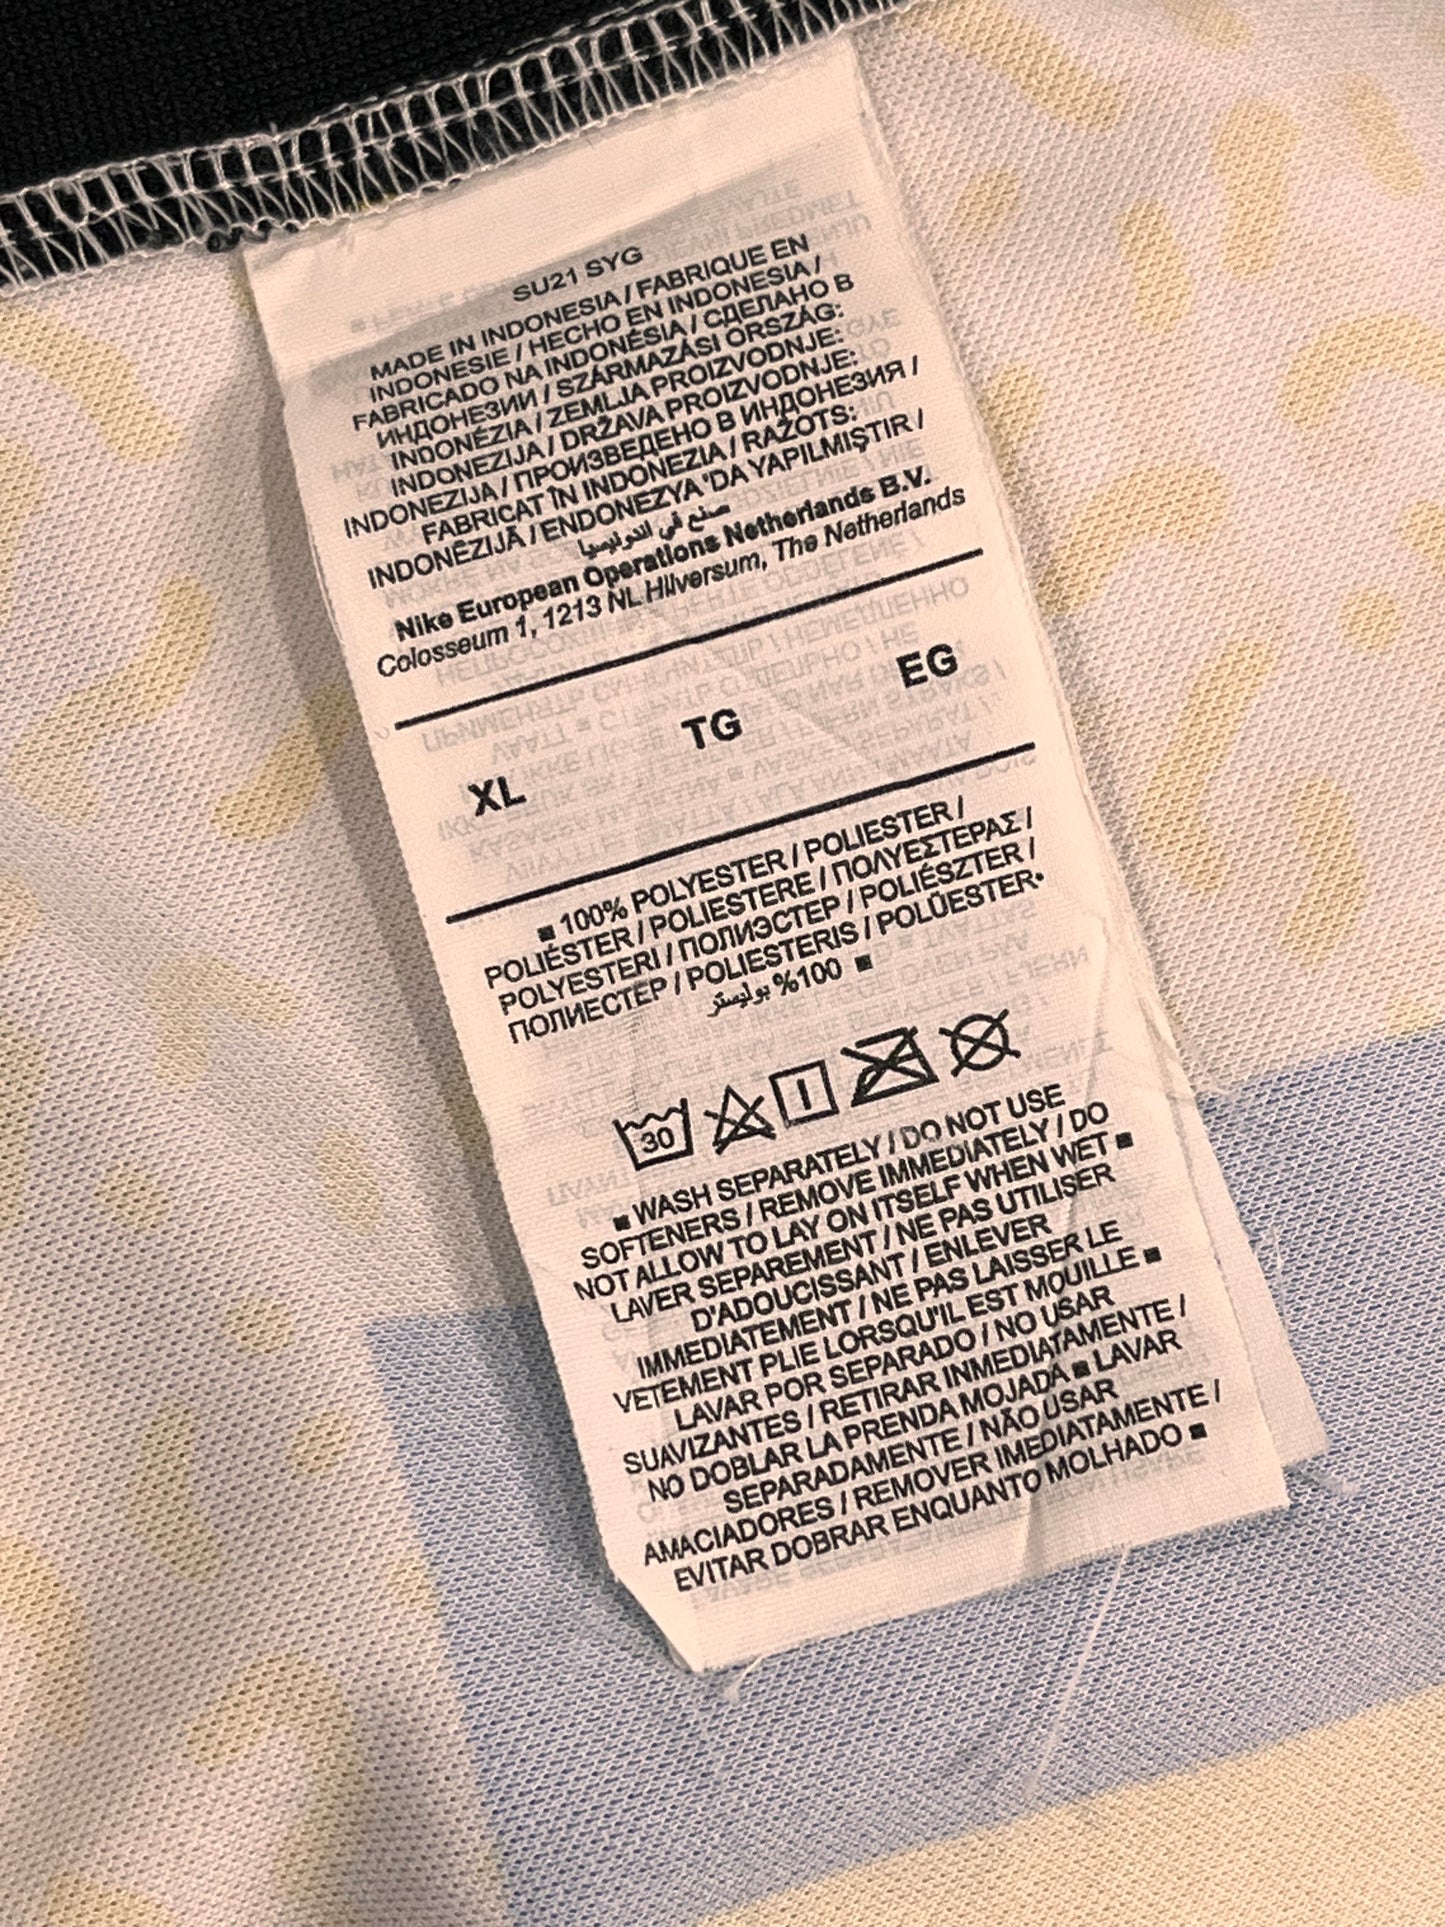 SU21 SYG
MADE IN INDONESIA / FABRIQUE EN
INDONESIE / HECHO EN INDONESIA /
FABRICADO NA INDONÉSIA / СДЕЛАНО В
ИНДОНЕЗИИ / SZÁRMAZÁSI ORSZÁG:
INDONÉZIA / ZEMLJA PROIZVODNJE:
INDONEZIJA / DRŽAVA PROIZVODNJE:
INDONEZIJA / ПРОИЗВЕДЕНО В ИНДОНЕЗИЯ /
FABRICAT ÎN INDONEZIA / RAŽOTS:
INDONĒZIJĀ / ENDONEZYA'DA YAPILMIŞTIR /
صنع في اندونيسيا
Nike European Operations Netherlands B.V.
Colosseum 1, 1213 NL Hilversum, The Netherlands
XL TG EG
■ 100% POLYESTER / POLIESTER /
POLIÉSTER / POLIESTERE / ΠΟΛΥΕΣΤΕΡΑΣ /
POLYESTERI / ПОЛИЭСТЕР / POLIÉSZTER /
ПОЛИЕСТЕР / POLIESTERIS / POLÜESTER•
%100 بوليستر ■
30
■ WASH SEPARATELY / DO NOT USE
SOFTENERS / REMOVE IMMEDIATELY / DO
NOT ALLOW TO LAY ON ITSELF WHEN WET ■
LAVER SEPAREMENT / NE PAS UTILISER
D'ADOUCISSANT / ENLEVER
IMMEDIATEMENT / NE PAS LAISSER LE
VETEMENT PLIE LORSQU'IL EST MOUILLE ■
LAVAR POR SEPARADO / NO USAR
SUAVIZANTES / RETIRAR INMEDIATAMENTE /
NO DOBLAR LA PRENDA MOJADA ■ LAVAR
SEPARADAMENTE / NÃO USAR
AMACIADORES / REMOVER IMEDIATAMENTE /
EVITAR DOBRAR ENQUANTO MOLHADO ■